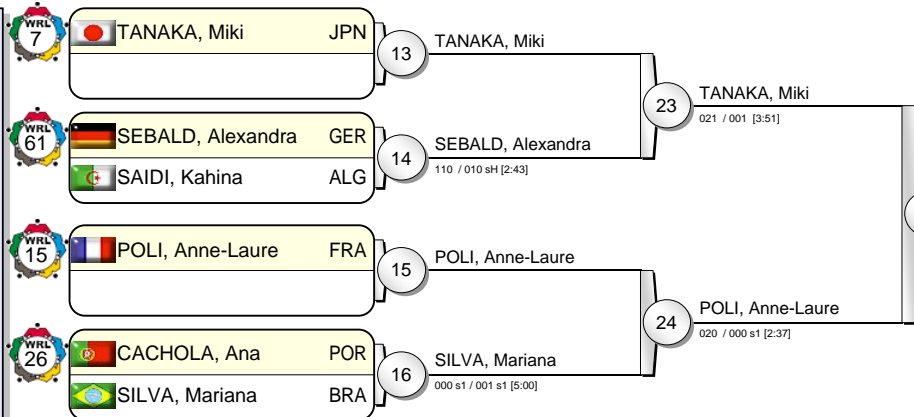 WRL
7
TANAKA, Miki JPN
13
TANAKA, Miki
WRL
61
SEBALD, Alexandra GER
SAIDI, Kahina ALG
14
SEBALD, Alexandra
110 / 010 sH [2:43]
23
TANAKA, Miki
021 / 001 [3:51]
WRL
15
POLI, Anne-Laure FRA
15
POLI, Anne-Laure
WRL
26
CACHOLA, Ana POR
SILVA, Mariana BRA
16
SILVA, Mariana
000 s1 / 001 s1 [5:00]
24
POLI, Anne-Laure
020 / 000 s1 [2:37]